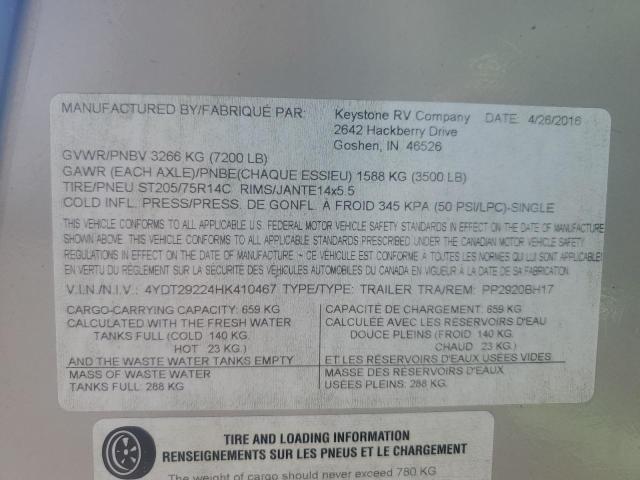 MANUFACTURED BY/FABRIQUÉ PAR: Keystone RV Company DATE: 4/26/2016
2642 Hackberry Drive
Goshen, IN 46526
GVWR/PNBV 3266 KG (7200 LB)
GAWR (EACH AXLE)/PNBE(CHAQUE ESSIEU) 1588 KG (3500 LB)
TIRE/PNEU ST205/75R14C RIMS/JANTE14x5.5
COLD INFL. PRESS/PRESS. DE GONFL. À FROID 345 KPA (50 PSI/LPC)-SINGLE
THIS VEHICLE CONFORMS TO ALL APPLICABLE U.S. FEDERAL MOTOR VEHICLE SAFETY STANDARDS IN EFFECT ON THE DATE OF MANUFACTURE
SHOWN ABOVE. THIS VEHICLE CONFORMS TO ALL APPLICABLE STANDARDS PRESCRIBED UNDER THE CANADIAN MOTOR VEHICLE SAFETY
REGULATIONS IN EFFECT ON THE DATE OF MANUFACTURE - CE VÉHICULE EST CONFORME À TOUTES LES NORMES QUI LUI SONT APPLICABLES
EN VERTU DU RÈGLEMENT SUR LA SÉCURITÉ DES VÉHICULES AUTOMOBILES DU CANADA EN VIGUEUR À LA DATE DE SA FABRICATION.
V.I.N./N.I.V.: 4YDT29224HK410467 TYPE/TYPE: TRAILER TRA/REM: PP2920BH17
CARGO-CARRYING CAPACITY: 659 KG
CALCULATED WITH THE FRESH WATER
TANKS FULL (COLD 140 KG.
HOT 23 KG.)
AND THE WASTE WATER TANKS EMPTY
MASS OF WASTE WATER
TANKS FULL: 288 KG
CAPACITÉ DE CHARGEMENT: 659 KG
CALCULÉE AVEC LES RÉSERVOIRS D'EAU
DOUCE PLEINS (FROID 140 KG.
CHAUD 23 KG.)
ET LES RÉSERVOIRS D'EAUX USÉES VIDES
MASSE DES RÉSERVOIRS D'EAUX
USÉES PLEINS: 288 KG
TIRE AND LOADING INFORMATION
RENSEIGNEMENTS SUR LES PNEUS ET LE CHARGEMENT
The weight of cargo should never exceed 780 KG